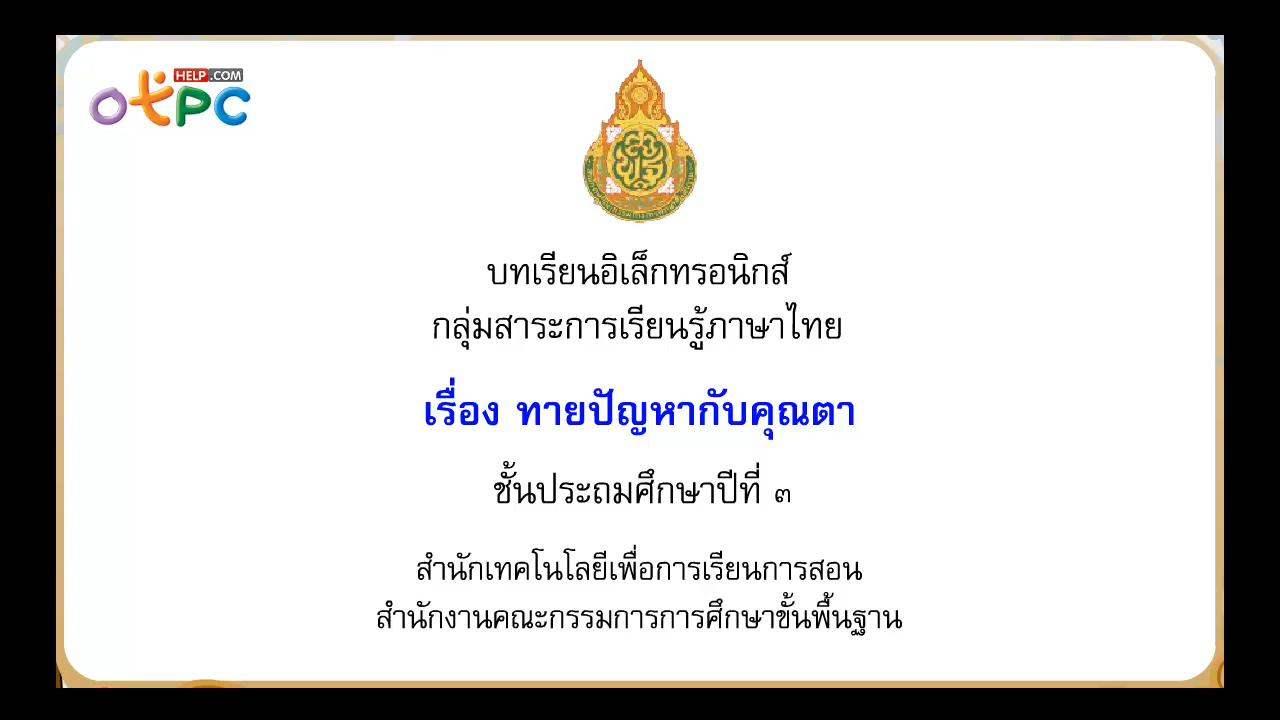 HELP.COM
OTPC
บทเรียนอิเล็กทรอนิกส์
กลุ่มสาระการเรียนรู้ภาษาไทย
เรื่อง ทายปัญหากับคุณตา
ชั้นประถมศึกษาปีที่ ๓
สำนักเทคโนโลยีเพื่อการเรียนการสอน
สำนักงานคณะกรรมการการศึกษาขั้นพื้นฐาน